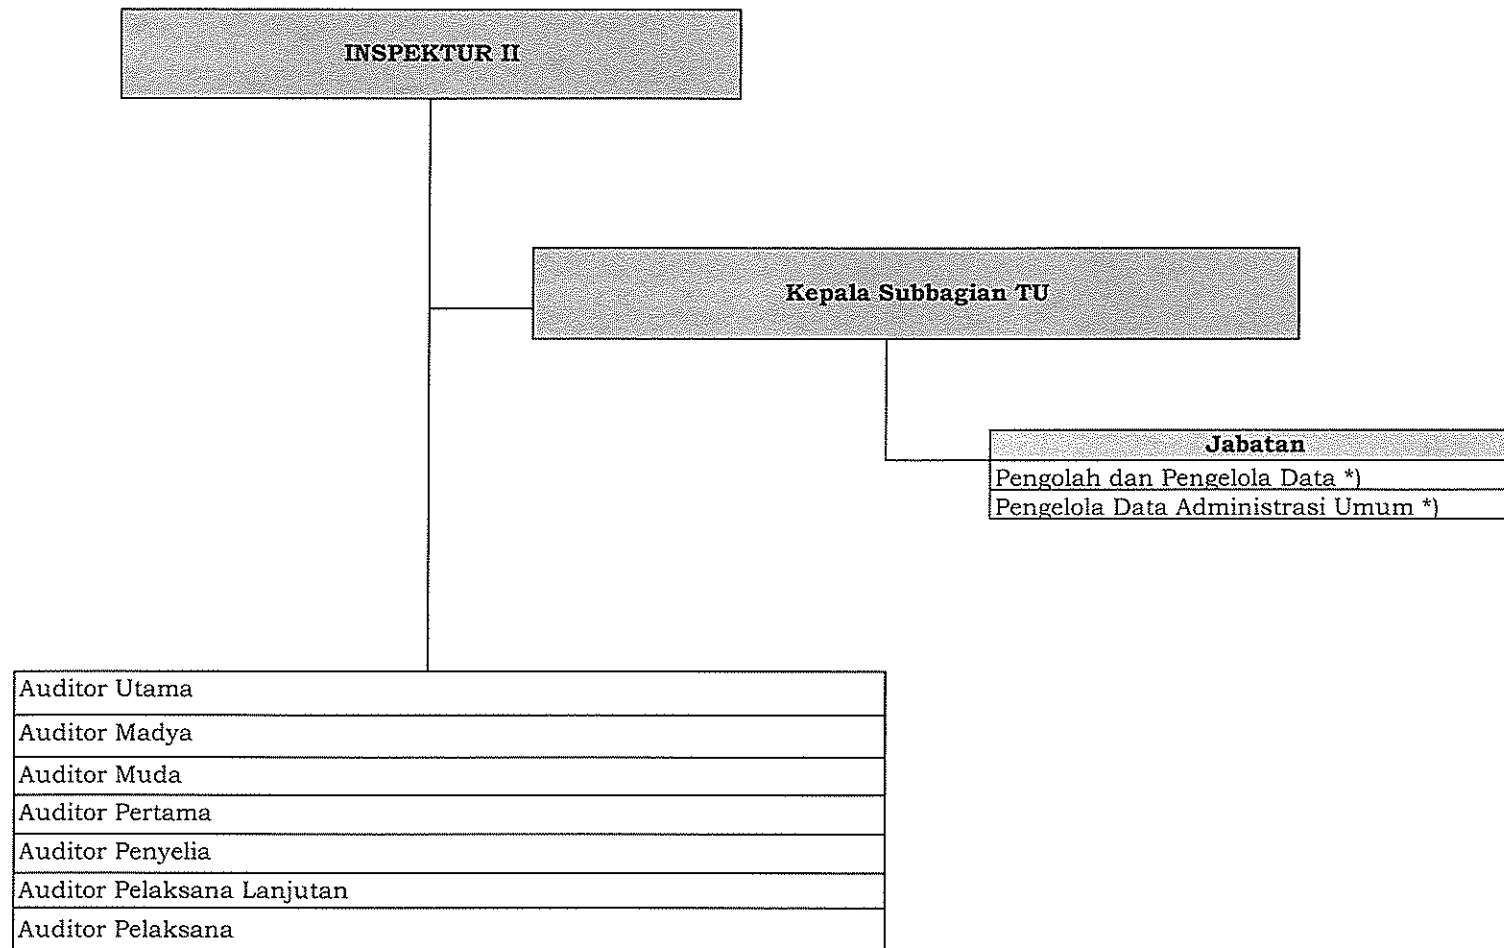 INSPEKTUR II
Kepala Subbagian TU
Jabatan
Pengolah dan Pengelola Data *)
Pengelola Data Administrasi Umum *)
Auditor Utama
Auditor Madya
Auditor Muda
Auditor Pertama
Auditor Penyelia
Auditor Pelaksana Lanjutan
Auditor Pelaksana